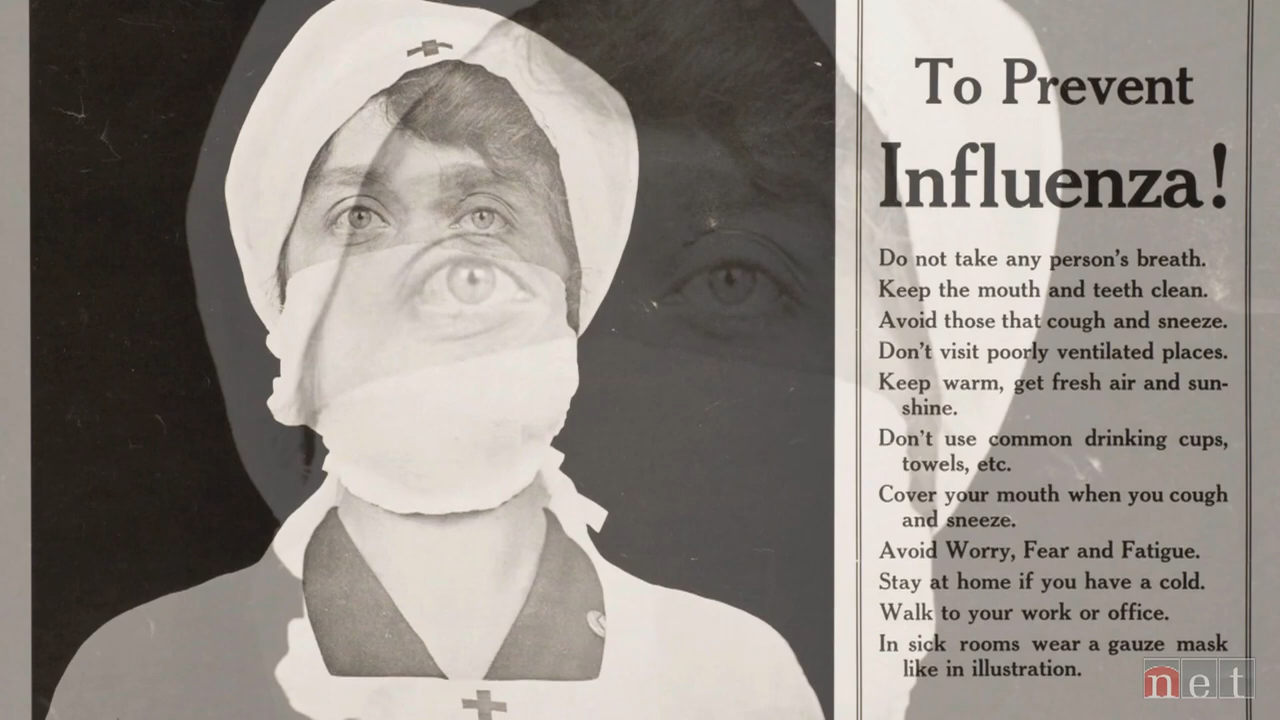 To Prevent
Influenza!
Do not take any person's breath.
Keep the mouth and teeth clean.
Avoid those that cough and sneeze.
Don't visit poorly ventilated places.
Keep warm, get fresh air and sun-
shine.
Don't use common drinking cups,
towels, etc.
Cover your mouth when you cough
and sneeze.
Avoid Worry, Fear and Fatigue.
Stay at home if you have a cold.
Walk to your work or office.
In sick rooms wear a gauze mask
like in illustration.
net